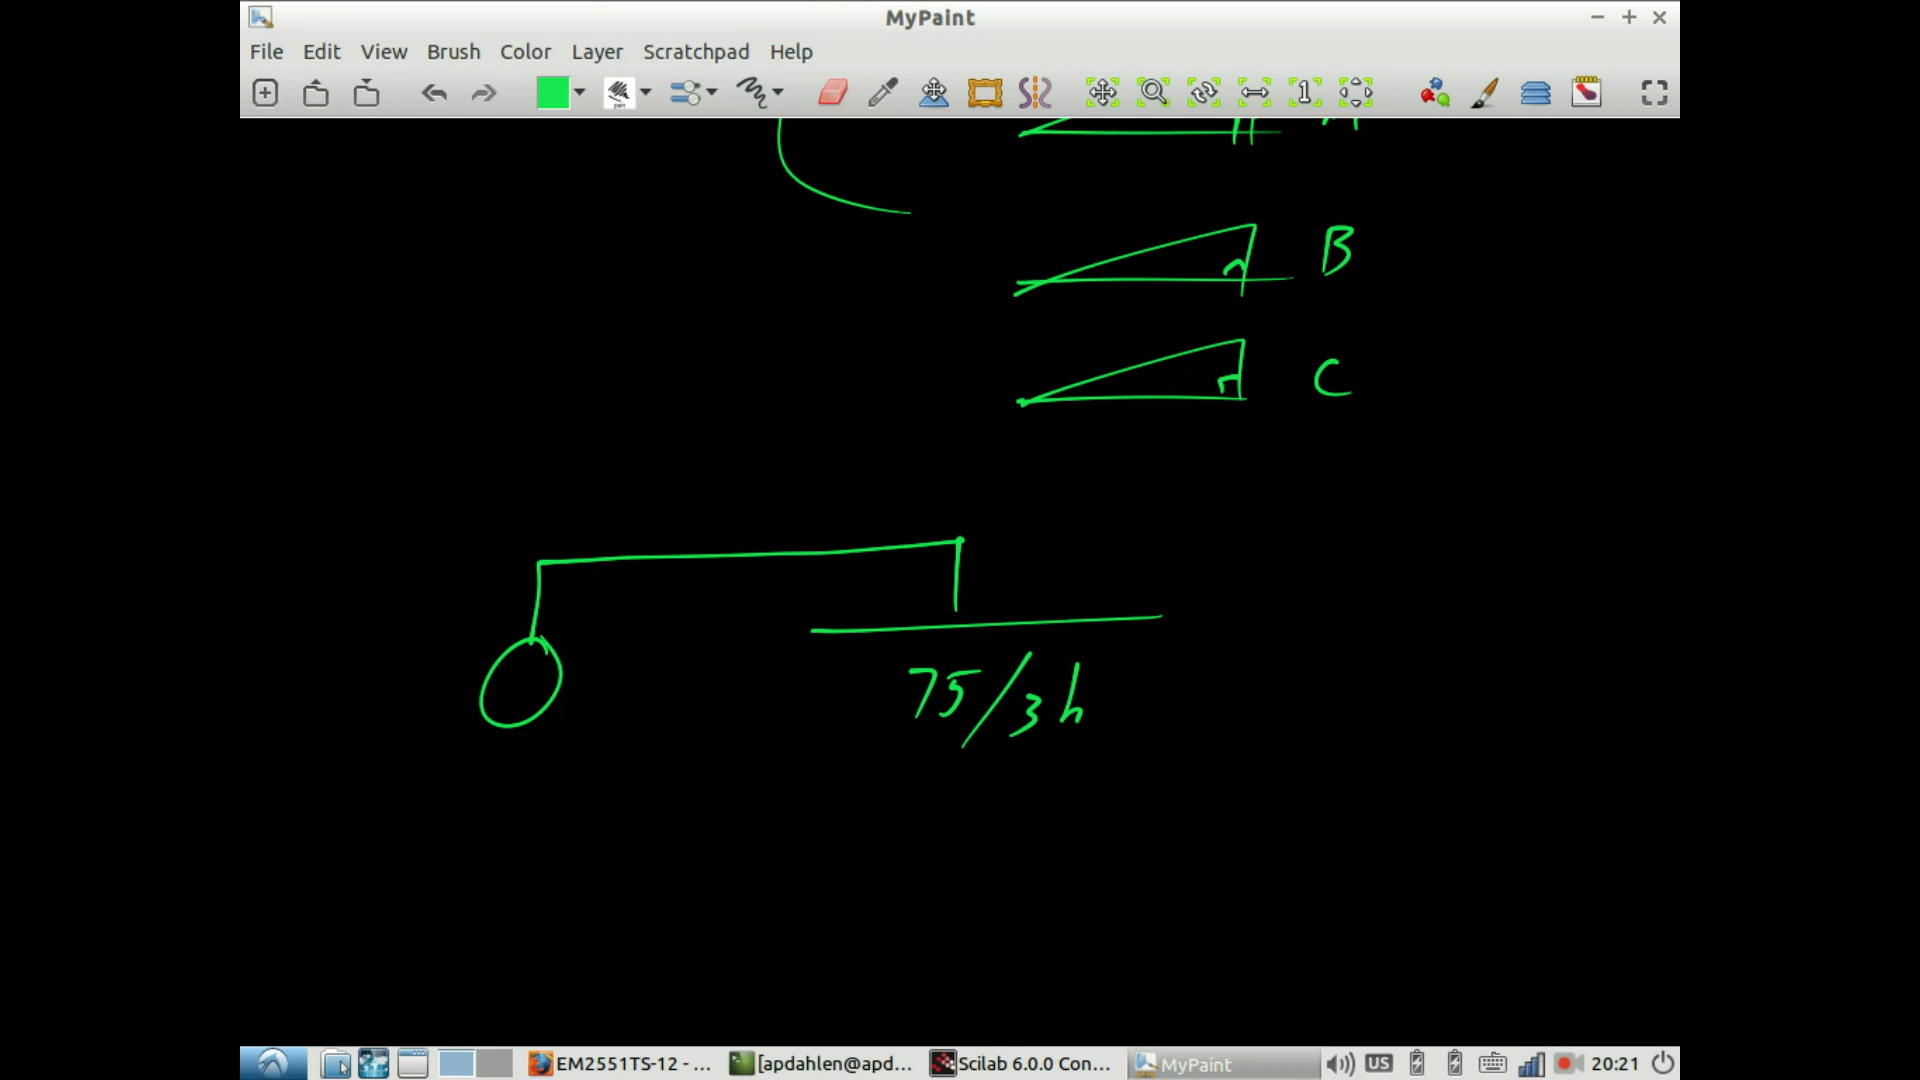 MyPaint
File Edit View Brush Color Layer Scratchpad Help
B
C
75/3h
EM2551TS-12 - ... [apdahlen@apd... Scilab 6.0.0 Con... MyPaint US 20:21